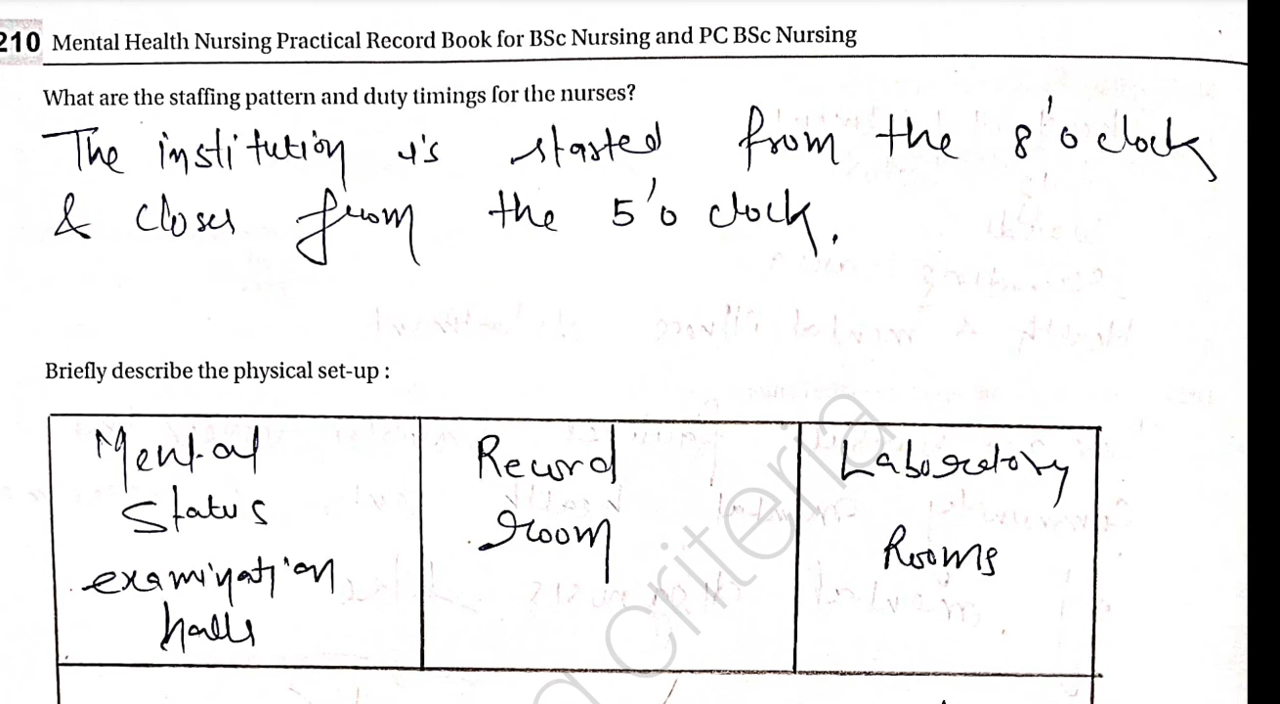 210 Mental Health Nursing Practical Record Book for BSc Nursing and PC BSc Nursing
What are the staffing pattern and duty timings for the nurses?
The institution is started from the 8'o clock
& closes from the 5'o clock.
Briefly describe the physical set-up :
Mental
Status
examination
halls
Record
room
Laboratory
Rooms
criteria